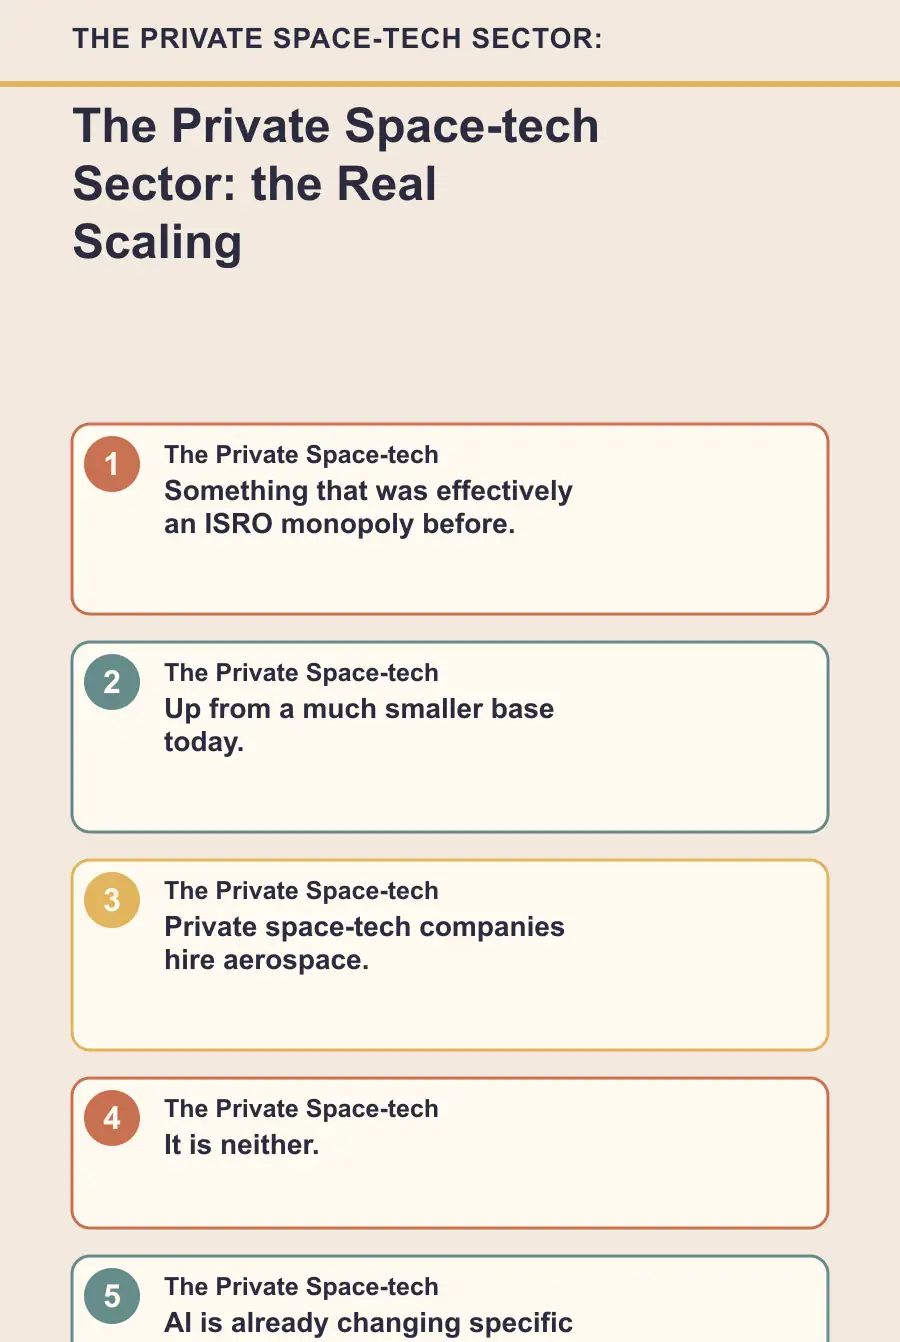 THE PRIVATE SPACE-TECH SECTOR:
The Private Space-tech
Sector: the Real
Scaling
1
The Private Space-tech
Something that was effectively
an ISRO monopoly before.
2
The Private Space-tech
Up from a much smaller base
today.
3
The Private Space-tech
Private space-tech companies
hire aerospace.
4
The Private Space-tech
It is neither.
5
The Private Space-tech
AI is already changing specific